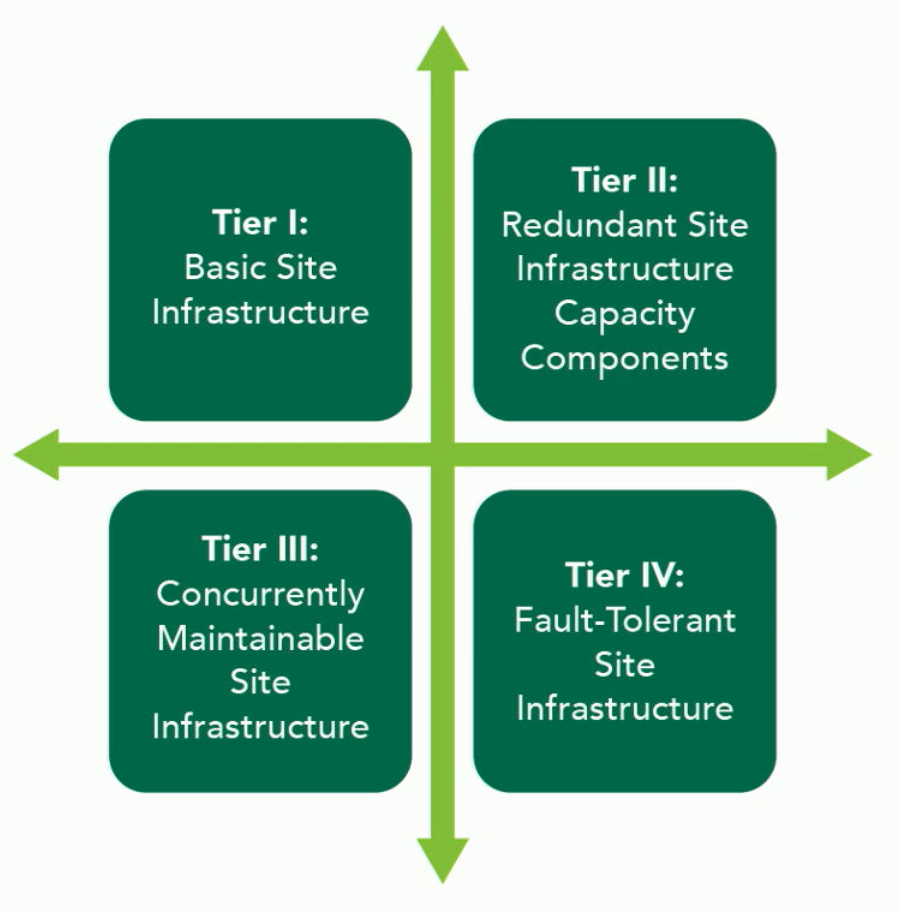 Tier I:
Basic Site
Infrastructure
Tier II:
Redundant Site
Infrastructure
Capacity
Components
Tier III:
Concurrently
Maintainable
Site
Infrastructure
Tier IV:
Fault-Tolerant
Site
Infrastructure